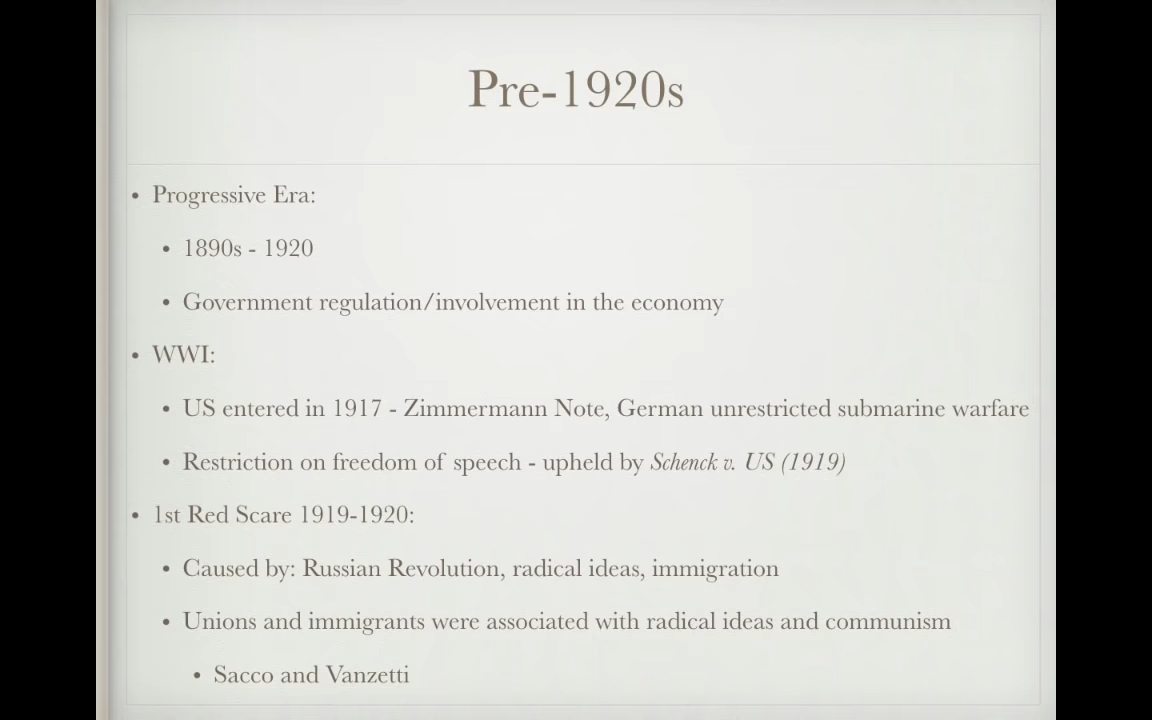 Pre-1920s
• Progressive Era:
• 1890s - 1920
• Government regulation/involvement in the economy
• WWI:
• US entered in 1917 - Zimmermann Note, German unrestricted submarine warfare
• Restriction on freedom of speech - upheld by Schenck v. US (1919)
• 1st Red Scare 1919-1920:
• Caused by: Russian Revolution, radical ideas, immigration
• Unions and immigrants were associated with radical ideas and communism
• Sacco and Vanzetti